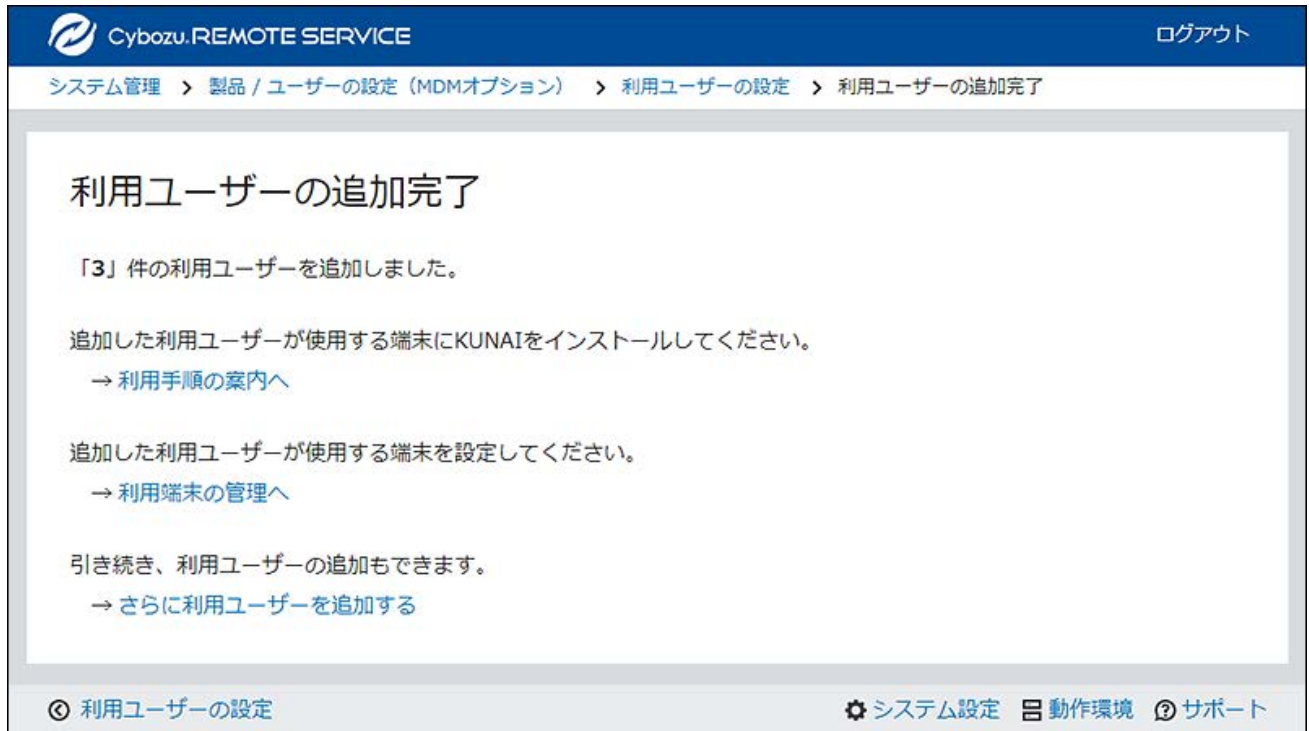 Cybozu.REMOTE SERVICE ログアウト
システム管理 > 製品 / ユーザーの設定（MDMオプション） > 利用ユーザーの設定 > 利用ユーザーの追加完了
利用ユーザーの追加完了
「3」件の利用ユーザーを追加しました。
追加した利用ユーザーが使用する端末にKUNAIをインストールしてください。
→ 利用手順の案内へ
追加した利用ユーザーが使用する端末を設定してください。
→ 利用端末の管理へ
引き続き、利用ユーザーの追加もできます。
→ さらに利用ユーザーを追加する
利用ユーザーの設定 システム設定 動作環境 サポート